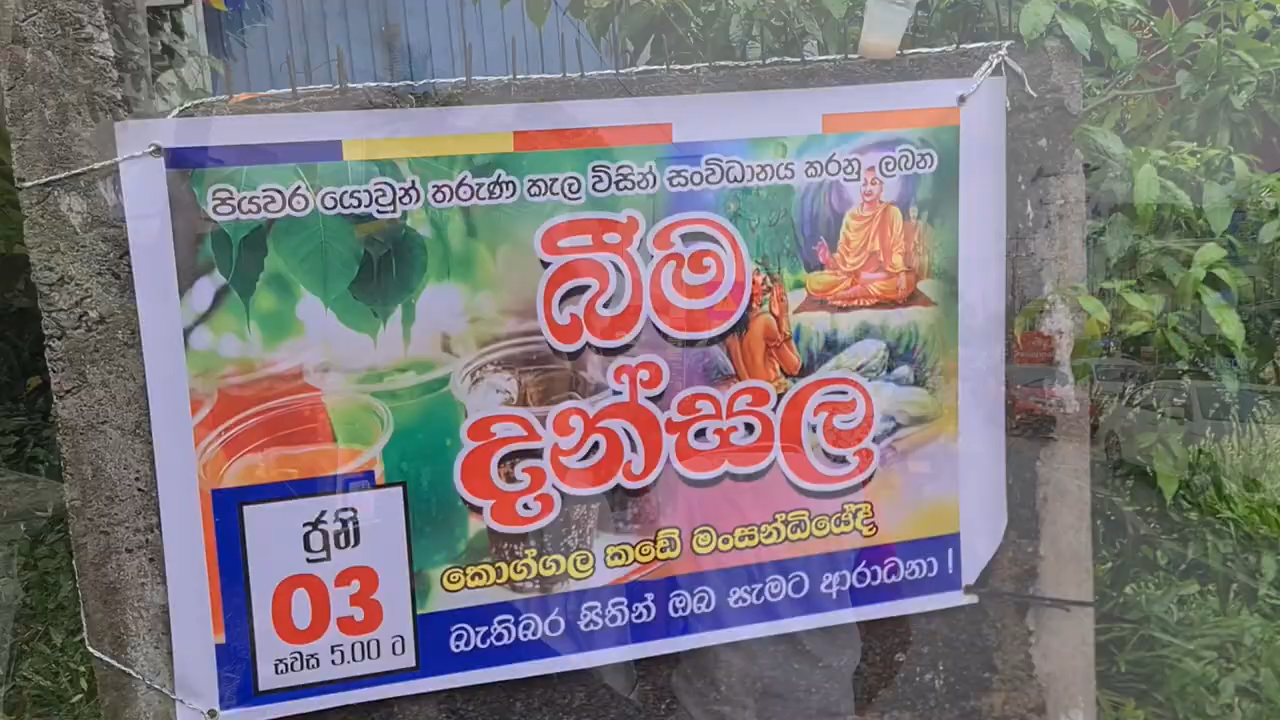 පියවර යොවුන් තරුණ කැල විසින් සංවිධානය කරනු ලබන
බීම
දන්සල
කොග්ගල කඩේ මංසන්ධියේදී
ජුනි
03
සවස 5.00 ට
බැතිබර සිතින් ඔබ සැමට ආරාධනා !